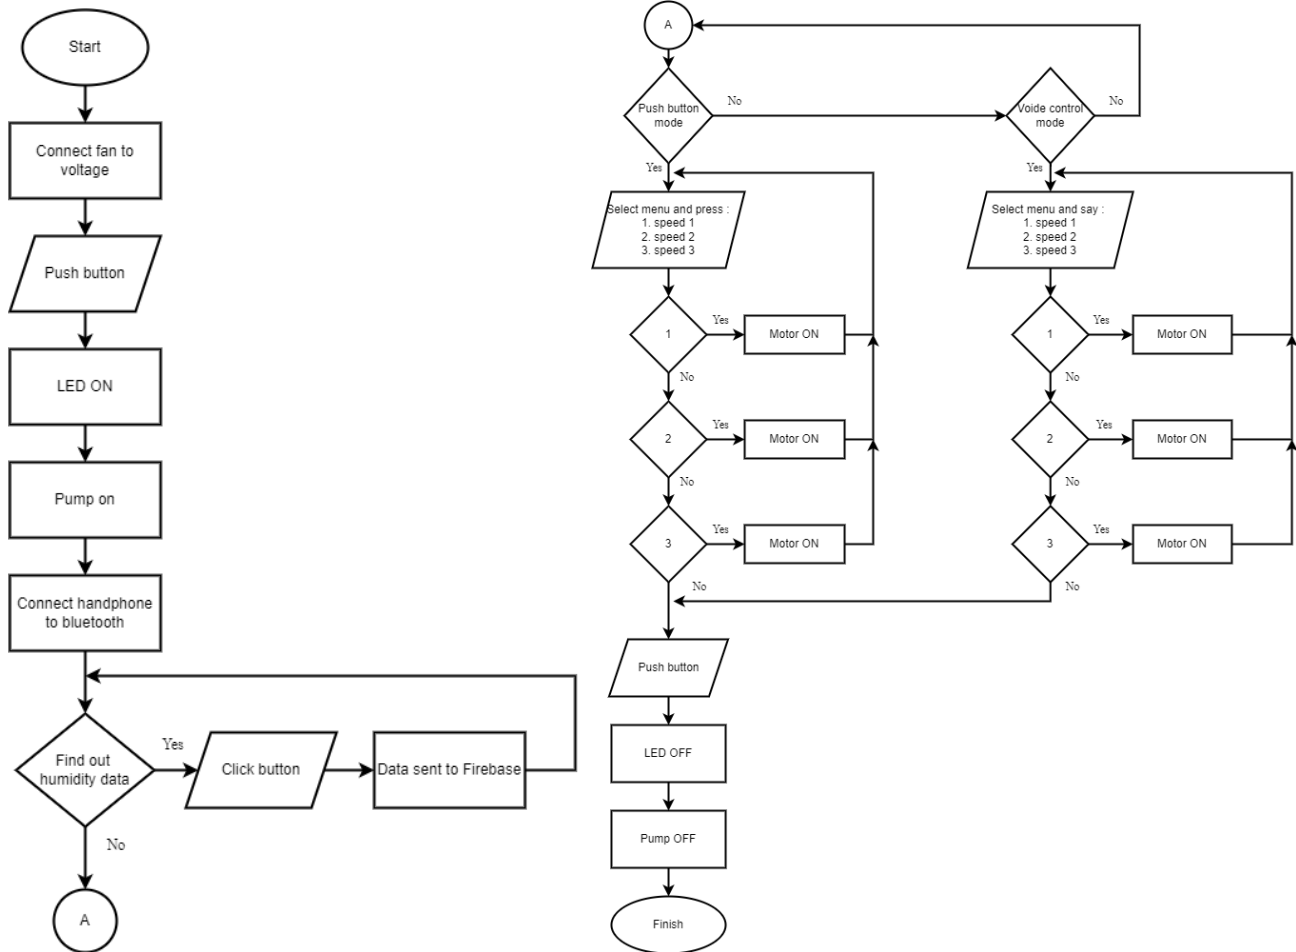 Start
Connect fan to
voltage
Push button
LED ON
Pump on
Connect handphone
to bluetooth
Find out
humidity data
Yes
Click button
Data sent to Firebase
No
A
A
Push button
mode
No
Voide control
mode
No
Yes
Select menu and press :
1. speed 1
2. speed 2
3. speed 3
1
Yes
Motor ON
No
2
Yes
Motor ON
No
3
Yes
Motor ON
No
Yes
Select menu and say :
1. speed 1
2. speed 2
3. speed 3
1
Yes
Motor ON
No
2
Yes
Motor ON
No
3
Yes
Motor ON
No
Push button
LED OFF
Pump OFF
Finish